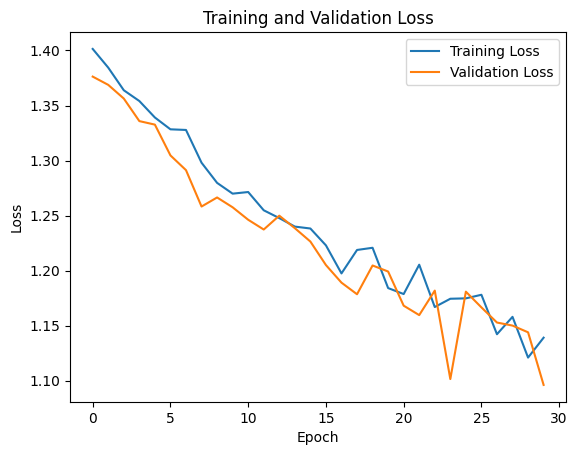 Training and Validation Loss
Training Loss
Validation Loss
1.40
1.35
1.30
1.25
1.20
1.15
1.10
Loss
0
5
10
15
20
25
30
Epoch